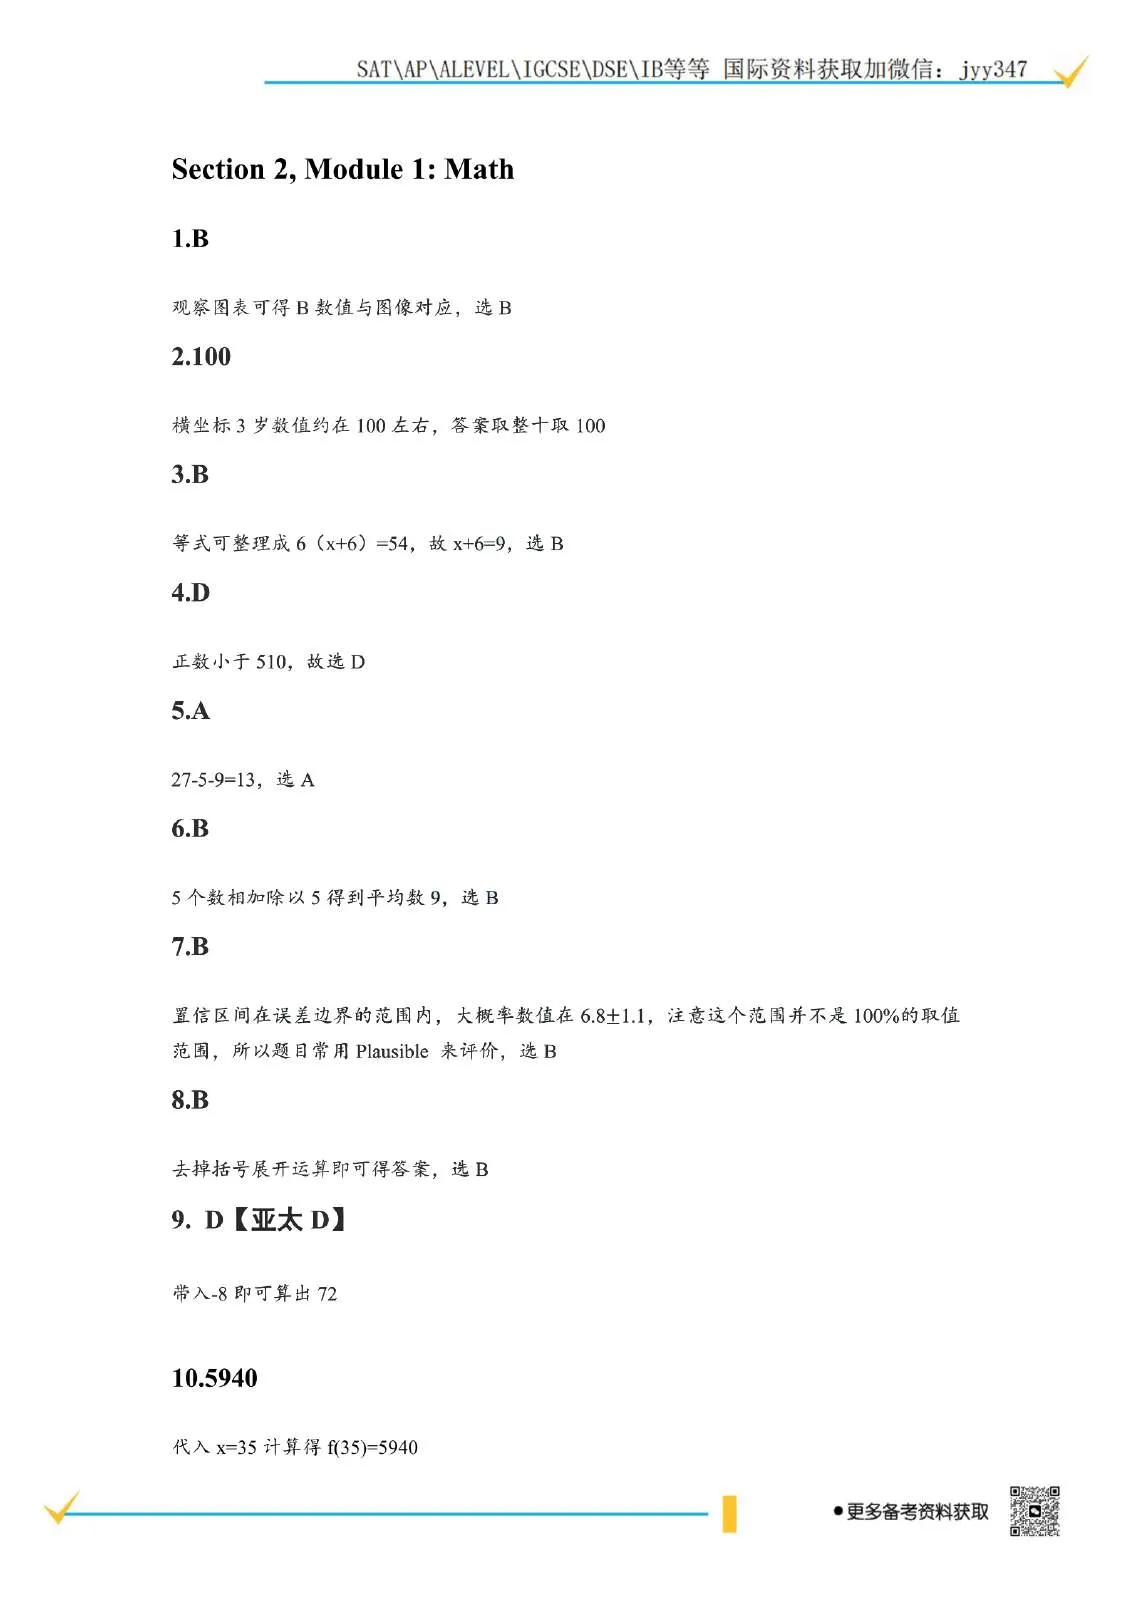 SAT\AP\ALEVEL\IGCSE\DSE\IB等等 国际资料获取加微信：jyy347
Section 2, Module 1: Math
1.B
观察图表可得 B 数值与图像对应，选 B
2.100
横坐标 3 岁数值约在 100 左右，答案取整十取 100
3.B
等式可整理成 6（x+6）=54，故 x+6=9，选 B
4.D
正数小于 510，故选 D
5.A
27-5-9=13，选 A
6.B
5 个数相加除以 5 得到平均数 9，选 B
7.B
置信区间在误差边界的范围内，大概率数值在 6.8±1.1，注意这个范围并不是 100%的取值
范围，所以题目常用 Plausible 来评价，选 B
8.B
去掉括号展开运算即可得答案，选 B
9. D【亚太 D】
带入-8 即可算出 72
10.5940
代入 x=35 计算得 f(35)=5940
●更多备考资料获取